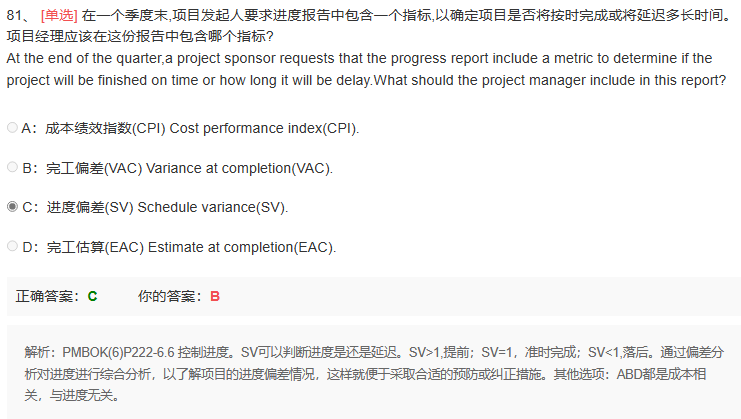 81、 [单选] 在一个季度末,项目发起人要求进度报告中包含一个指标,以确定项目是否将按时完成或将延迟多长时间。
项目经理应该在这份报告中包含哪个指标?
At the end of the quarter,a project sponsor requests that the progress report include a metric to determine if the
project will be finished on time or how long it will be delay.What should the project manager include in this report?
A：成本绩效指数(CPI) Cost performance index(CPI).
B：完工偏差(VAC) Variance at completion(VAC).
C：进度偏差(SV) Schedule variance(SV).
D：完工估算(EAC) Estimate at completion(EAC).
正确答案：C 你的答案：B
解析：PMBOK(6)P222-6.6 控制进度。SV可以判断进度是还是延迟。SV>1,提前；SV=1，准时完成；SV<1,落后。通过偏差分
析对进度进行综合分析，以了解项目的进度偏差情况，这样就便于采取合适的预防或纠正措施。其他选项：ABD都是成本相
关，与进度无关。